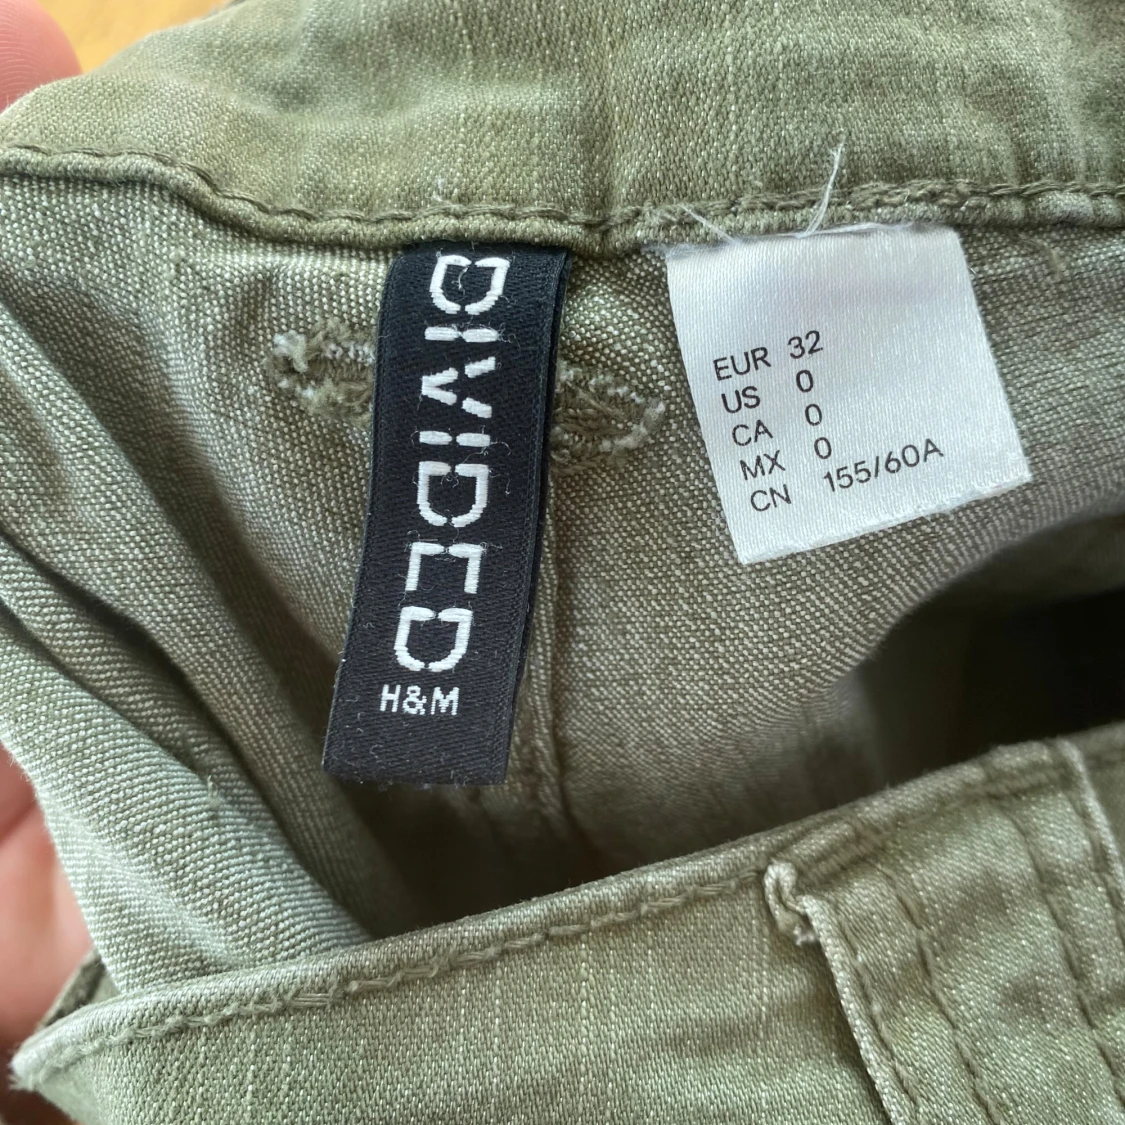 DIVIDED
H&M
EUR 32
US 0
CA 0
MX 0
CN 155/60A